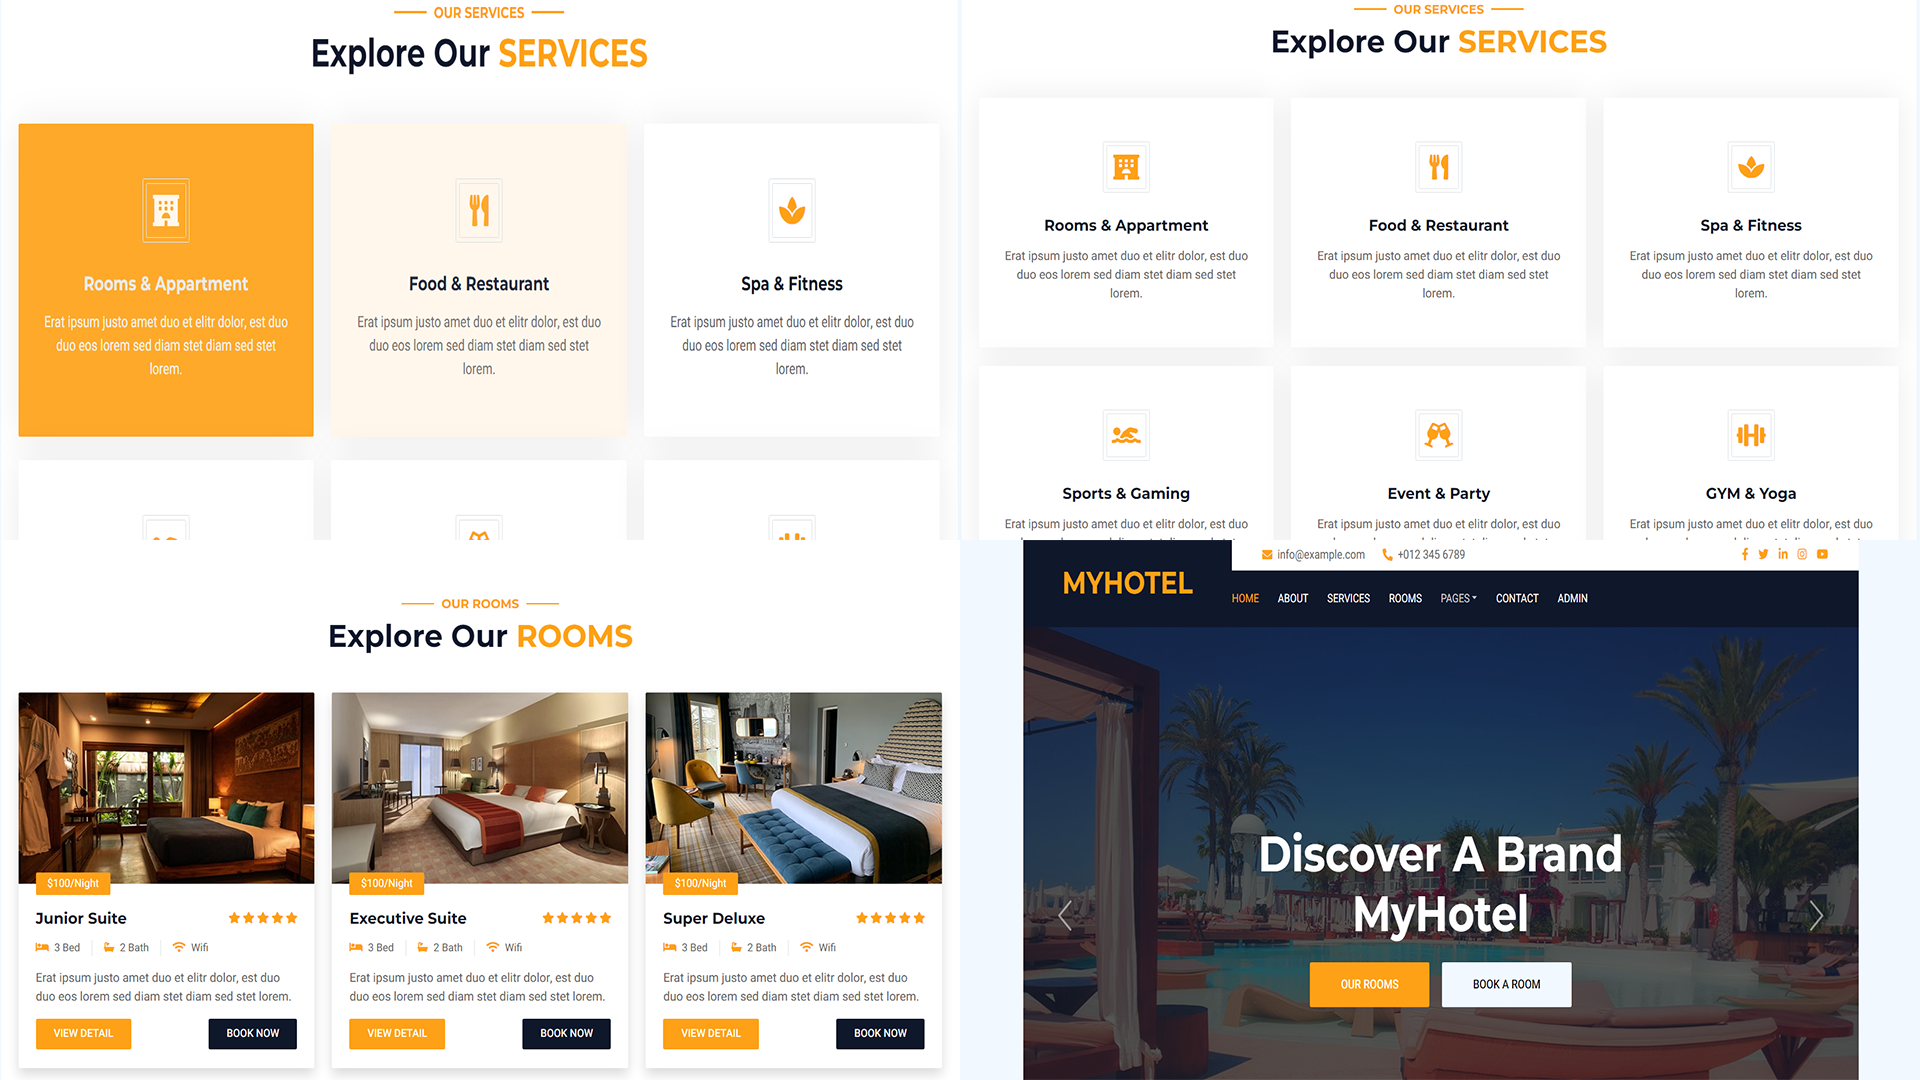 OUR SERVICES
Explore Our SERVICES
Rooms & Appartment
Erat ipsum justo amet duo et elitr dolor, est duo
duo eos lorem sed diam stet diam sed stet
lorem.
Food & Restaurant
Erat ipsum justo amet duo et elitr dolor, est duo
duo eos lorem sed diam stet diam sed stet
lorem.
Spa & Fitness
Erat ipsum justo amet duo et elitr dolor, est duo
duo eos lorem sed diam stet diam sed stet
lorem.
OUR SERVICES
Explore Our SERVICES
Rooms & Appartment
Erat ipsum justo amet duo et elitr dolor, est duo
duo eos lorem sed diam stet diam sed stet
lorem.
Food & Restaurant
Erat ipsum justo amet duo et elitr dolor, est duo
duo eos lorem sed diam stet diam sed stet
lorem.
Spa & Fitness
Erat ipsum justo amet duo et elitr dolor, est duo
duo eos lorem sed diam stet diam sed stet
lorem.
Sports & Gaming
Erat ipsum justo amet duo et elitr dolor, est duo
Event & Party
Erat ipsum justo amet duo et elitr dolor, est duo
GYM & Yoga
Erat ipsum justo amet duo et elitr dolor, est duo
OUR ROOMS
Explore Our ROOMS
$100/Night
Junior Suite
3 Bed 2 Bath Wifi
Erat ipsum justo amet duo et elitr dolor, est duo
duo eos lorem sed diam stet diam sed stet lorem.
VIEW DETAIL BOOK NOW
$100/Night
Executive Suite
3 Bed 2 Bath Wifi
Erat ipsum justo amet duo et elitr dolor, est duo
duo eos lorem sed diam stet diam sed stet lorem.
VIEW DETAIL BOOK NOW
$100/Night
Super Deluxe
3 Bed 2 Bath Wifi
Erat ipsum justo amet duo et elitr dolor, est duo
duo eos lorem sed diam stet diam sed stet lorem.
VIEW DETAIL BOOK NOW
MYHOTEL
info@example.com +012 345 6789
HOME ABOUT SERVICES ROOMS PAGES CONTACT ADMIN
Discover A Brand
MyHotel
OUR ROOMS BOOK A ROOM